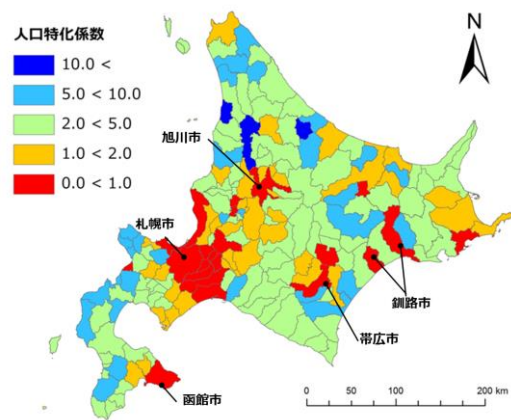 人口特化係数
10.0 <
5.0 < 10.0
2.0 < 5.0
1.0 < 2.0
0.0 < 1.0
N
旭川市
札幌市
釧路市
帯広市
函館市
0 50 100 200 km